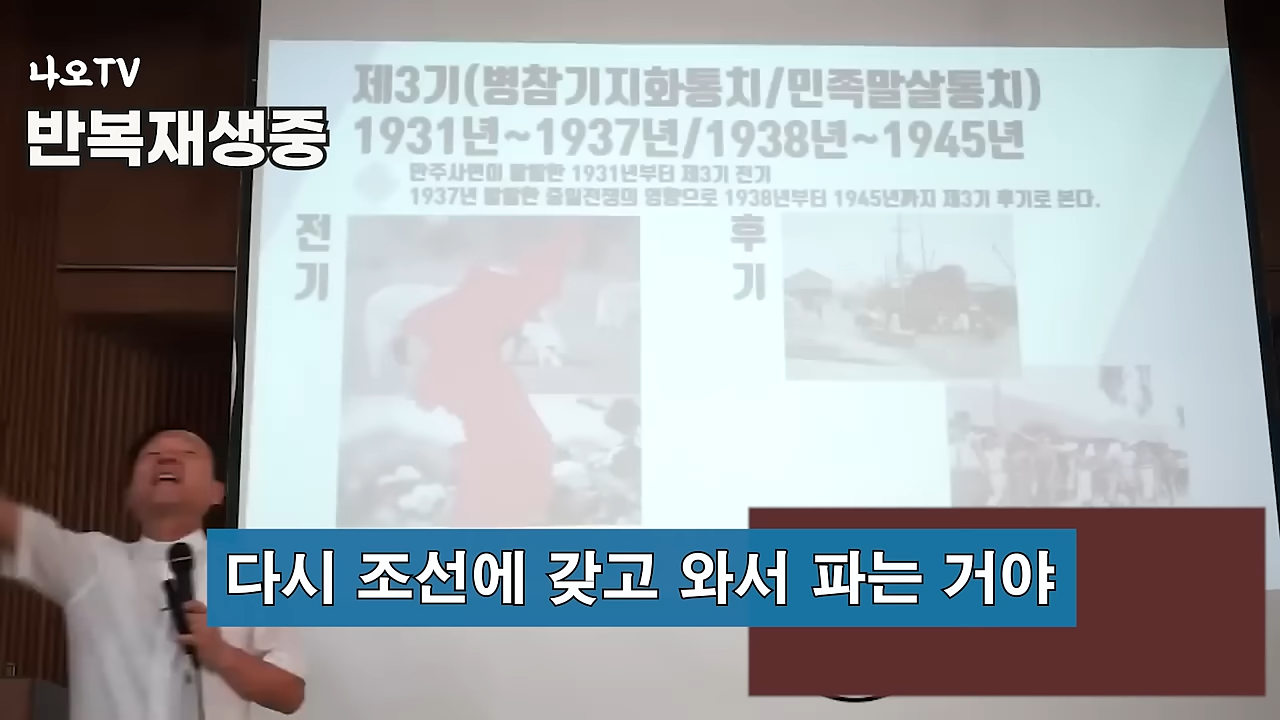 나오TV
반복재생중
제3기(병참기지화통치/민족말살통치)
1931년~1937년/1938년~1945년
만주사변이 발발한 1931년부터 제3기 전기
1937년 발발한 중일전쟁의 영향으로 1938년부터 1945년까지 제3기 후기로 본다.
전기
후기
다시 조선에 갖고 와서 파는 거야